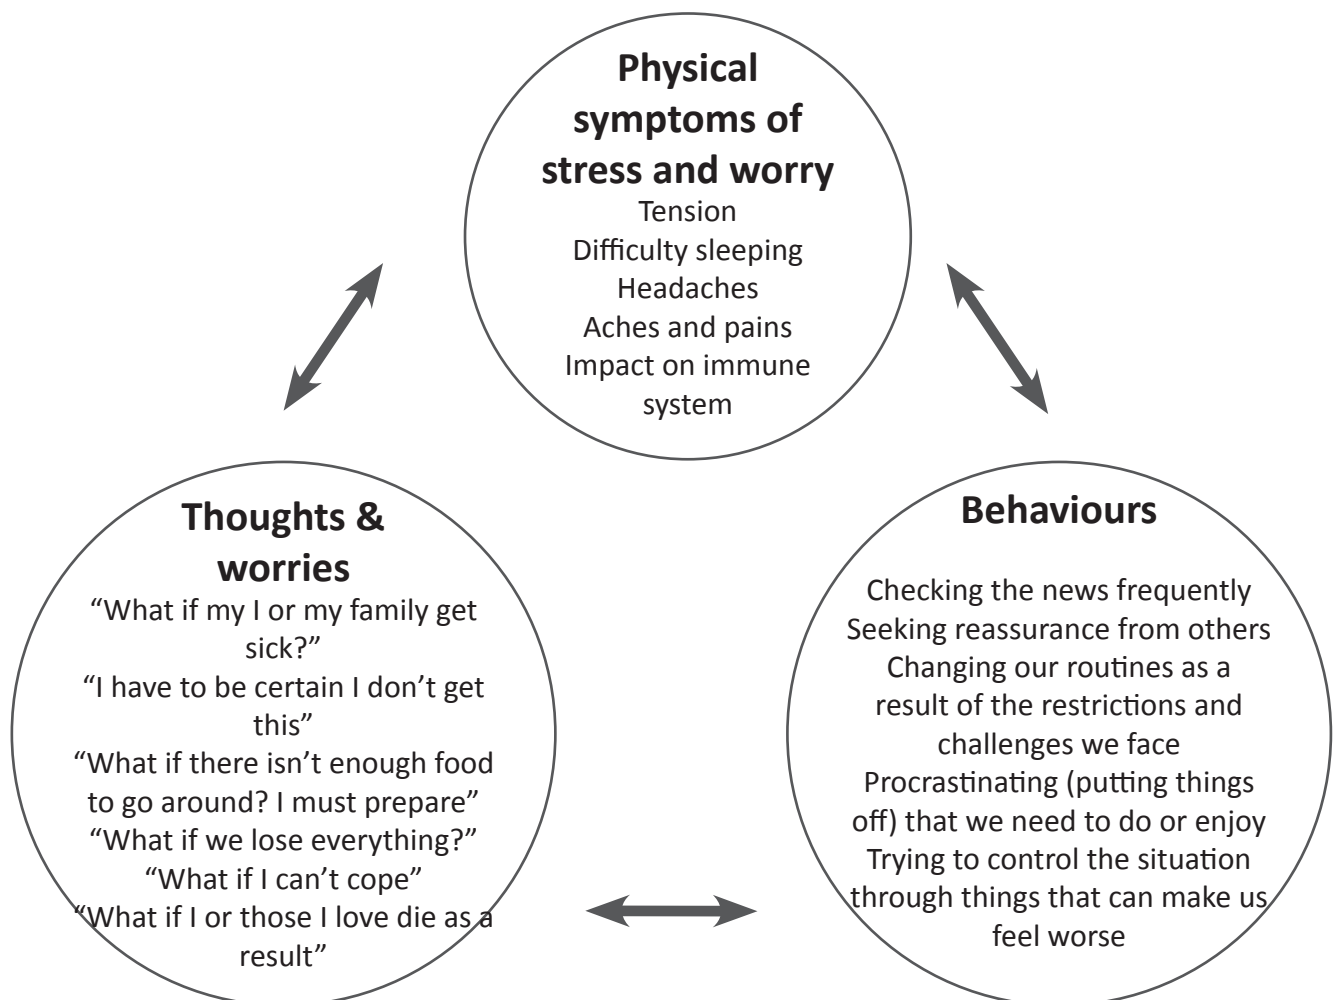 Physical
symptoms of
stress and worry
Tension
Difficulty sleeping
Headaches
Aches and pains
Impact on immune
system
Thoughts &
worries
“What if my I or my family get
sick?”
“I have to be certain I don’t get
this”
“What if there isn’t enough food
to go around? I must prepare”
“What if we lose everything?”
“What if I can’t cope”
“What if I or those I love die as a
result”
Behaviours
Checking the news frequently
Seeking reassurance from others
Changing our routines as a
result of the restrictions and
challenges we face
Procrastinating (putting things
off) that we need to do or enjoy
Trying to control the situation
through things that can make us
feel worse